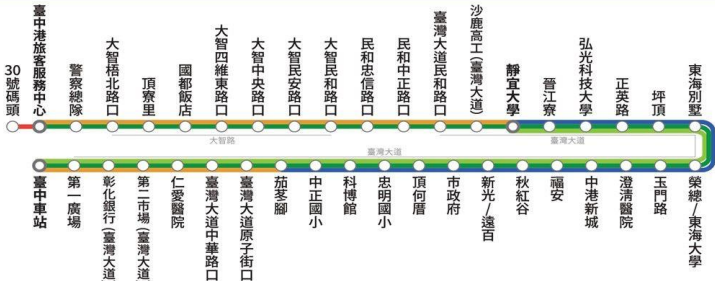 30號碼頭
臺中港旅客服務中心
警察總隊
大智梧北路口
頂寮里
國都飯店
大智四維東路口
大智中央路口
大智民安路口
大智民和路口
民和忠信路口
民和中正路口
臺灣大道民和路口
沙鹿高工(臺灣大道)
靜宜大學
晉江寮
弘光科技大學
正英路
坪頂
東海別墅
大智路
臺灣大道
臺灣大道
臺中車站
第一廣場
彰化銀行(臺灣大道
第二市場(臺灣大道
仁愛醫院
臺灣大道中華路口
臺灣大道原子街口
茄苳腳
中正國小
科博館
忠明國小
頂何厝
市政府
新光/遠百
秋紅谷
福安
中港新城
澄清醫院
玉門路
榮總/東海大學